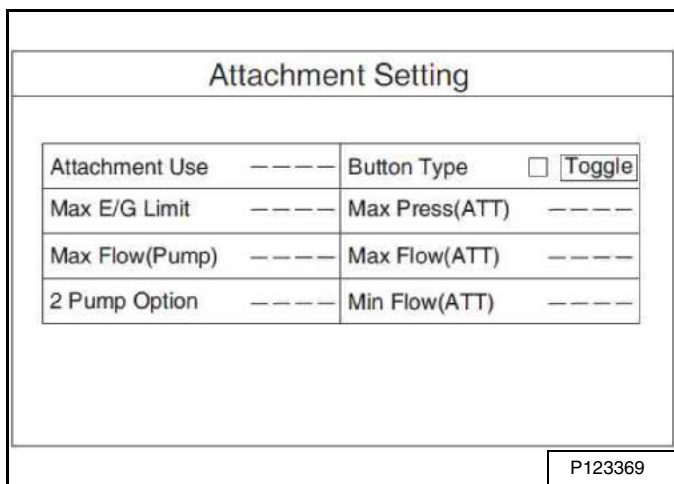 Attachment Setting
Attachment Use ---- Button Type □ Toggle
Max E/G Limit ---- Max Press(ATT) ----
Max Flow(Pump) ---- Max Flow(ATT) ----
2 Pump Option ---- Min Flow(ATT) ----
P123369